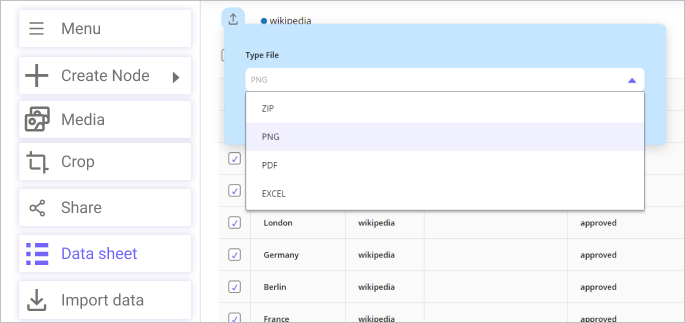 Menu
Create Node
Media
Crop
Share
Data sheet
Import data
wikipedia
Type File
PNG
ZIP
PNG
PDF
EXCEL
London wikipedia approved
Germany wikipedia approved
Berlin wikipedia approved
France wikipedia approved